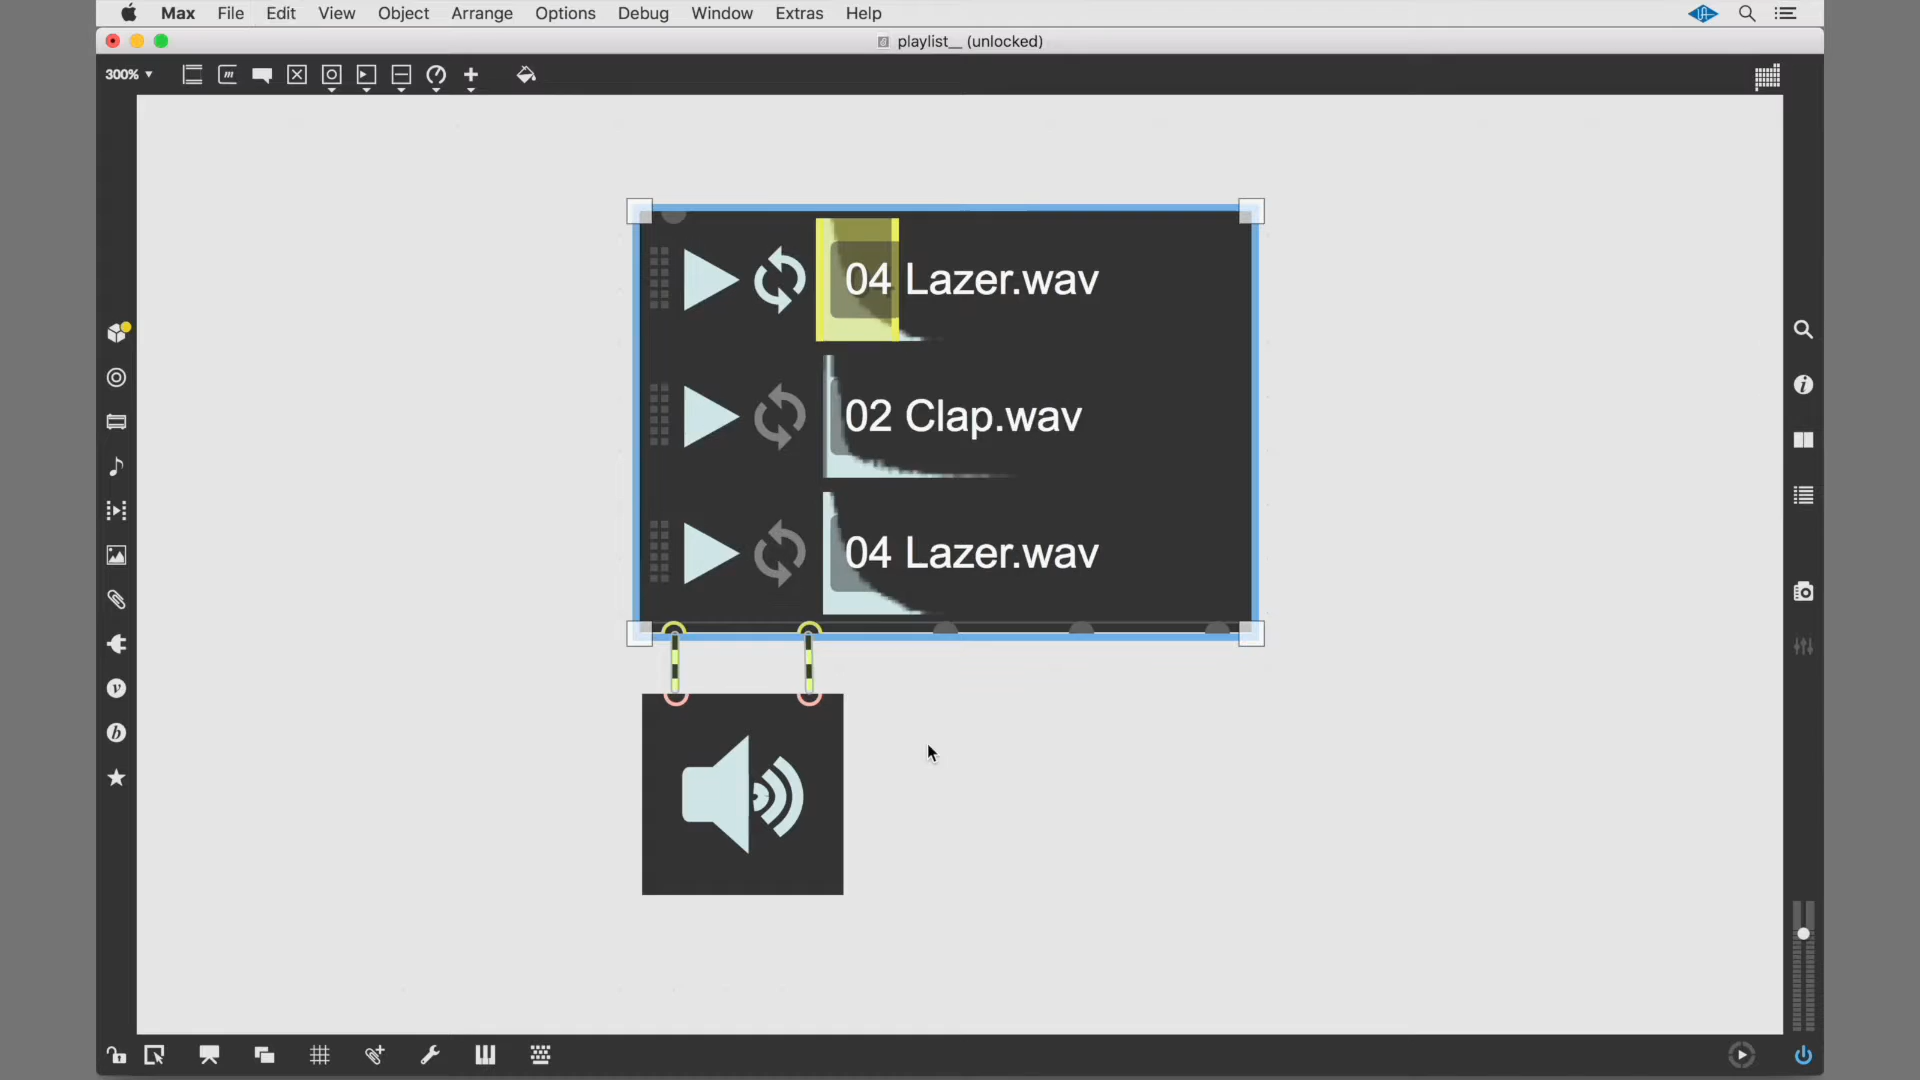 Max File Edit View Object Arrange Options Debug Window Extras Help
playlist__ (unlocked)
300%
04 Lazer.wav
02 Clap.wav
04 Lazer.wav